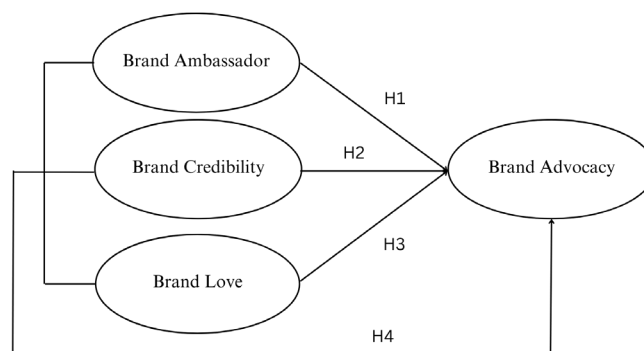 Brand Ambassador
H1
H2
Brand Credibility
Brand Advocacy
H3
Brand Love
H4